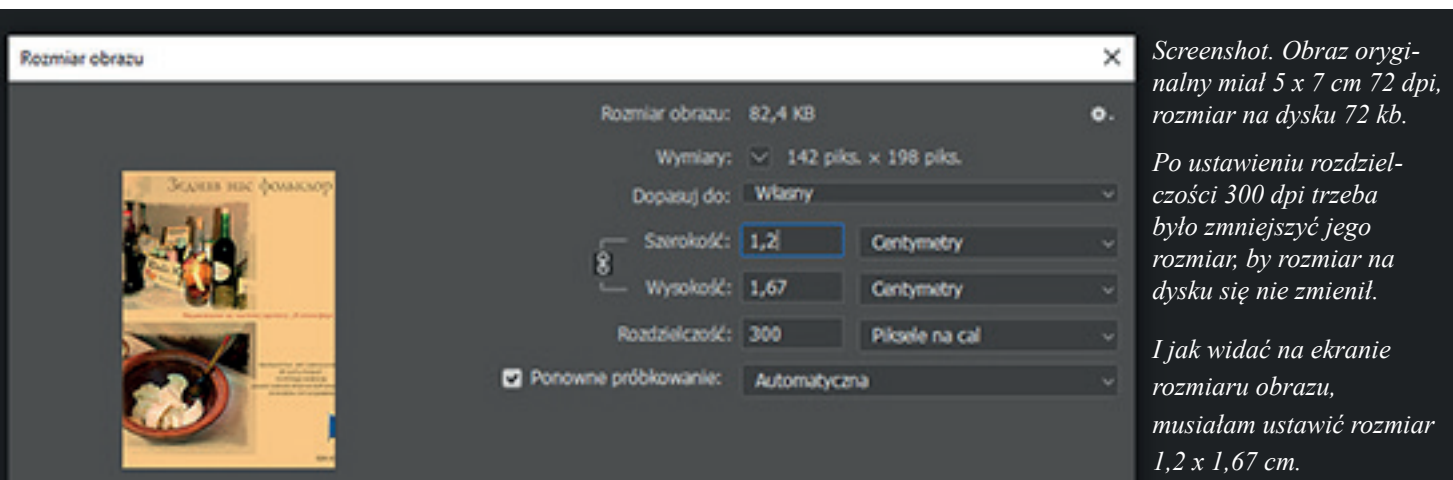 Rozmiar obrazu
Rozmiar obrazu: 82,4 KB
Wymiary: 142 piks. × 198 piks.
Dopasuj do: Własny
Szerokość: 1,2 Centymetry
Wysokość: 1,67 Centymetry
Rozdzielczość: 300 Piksele na cal
Ponowne próbkowanie: Automatyczna
Screenshot. Obraz orygi-
nalny miał 5 x 7 cm 72 dpi,
rozmiar na dysku 72 kb.
Po ustawieniu rozdziel-
czości 300 dpi trzeba
było zmniejszyć jego
rozmiar, by rozmiar na
dysku się nie zmienił.
I jak widać na ekranie
rozmiaru obrazu,
musiałam ustawić rozmiar
1,2 x 1,67 cm.
нас фольклор